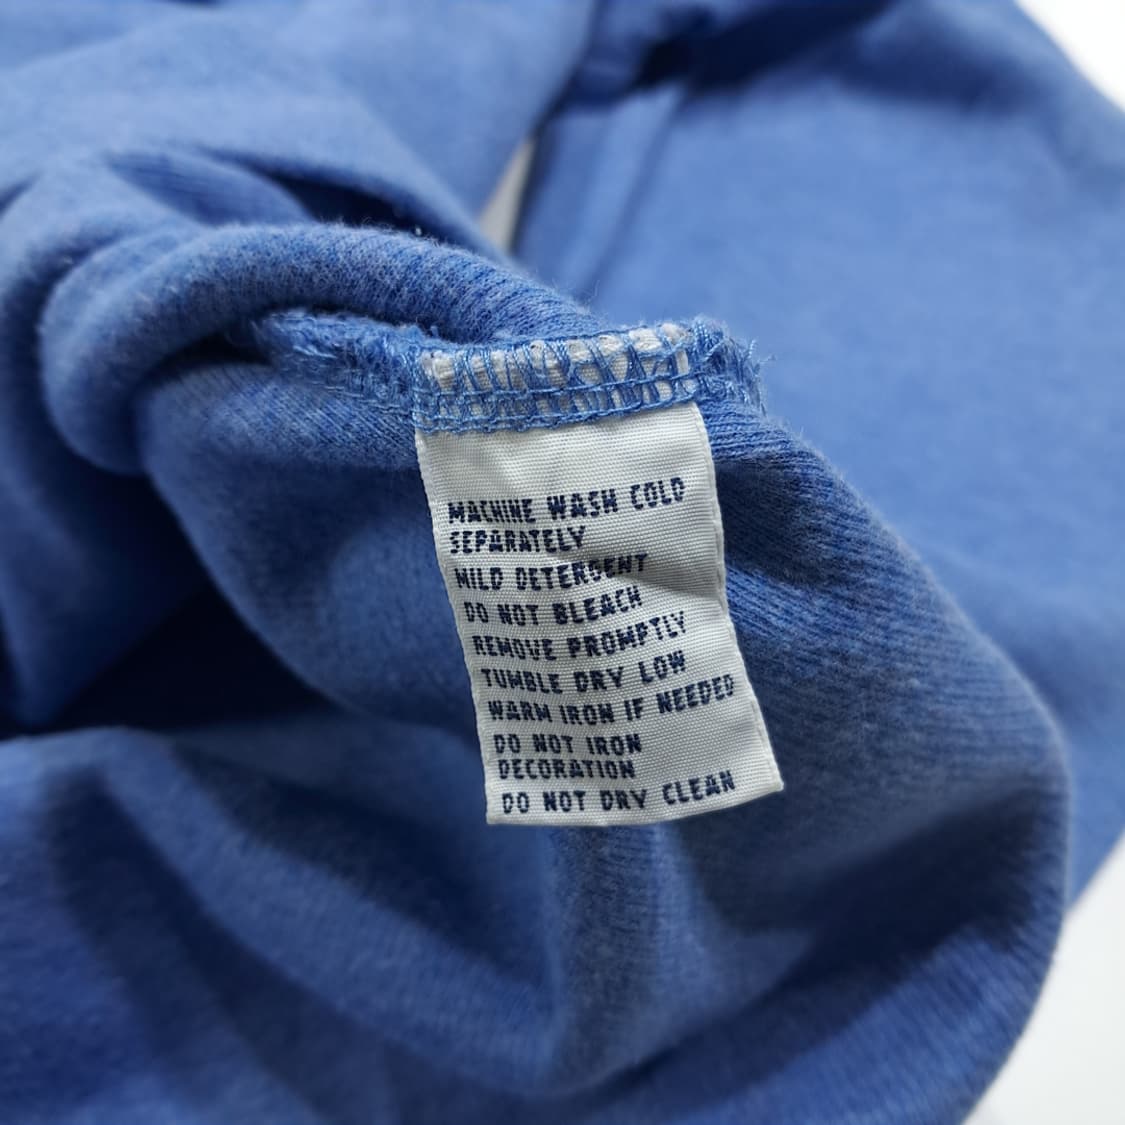 MACHINE WASH COLD
SEPARATELY
MILD DETERGENT
DO NOT BLEACH
REMOVE PROMPTLY
TUMBLE DRY LOW
WARM IRON IF NEEDED
DO NOT IRON
DECORATION
DO NOT DRY CLEAN